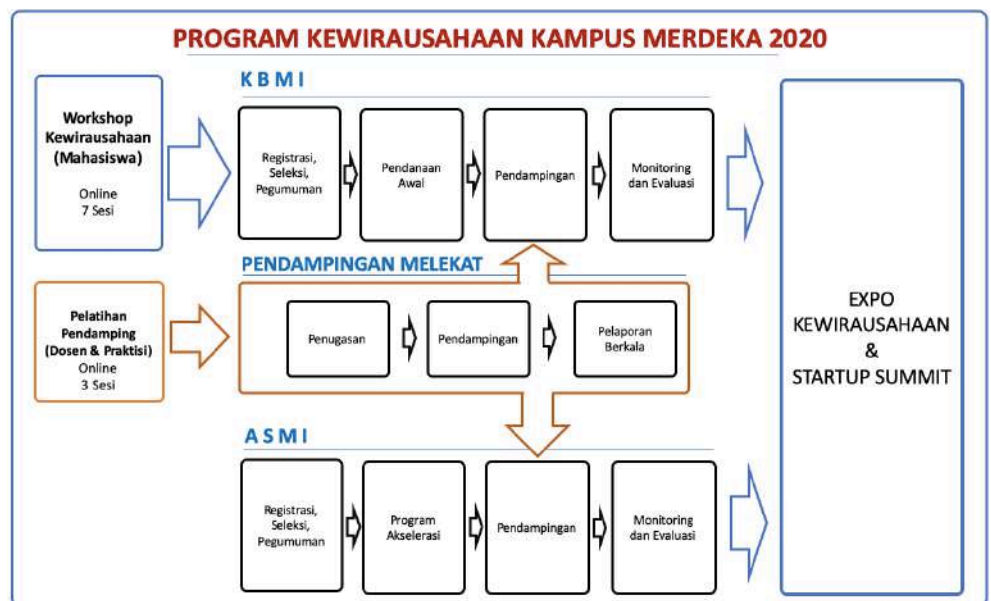 PROGRAM KEWIRAUSAHAAN KAMPUS MERDEKA 2020
Workshop
Kewirausahaan
(Mahasiswa)
Online
7 Sesi
K B M I
Registrasi,
Seleksi,
Pegumuman
Pendanaan
Awal
Pendampingan
Monitoring
dan Evaluasi
Pelatihan
Pendamping
(Dosen & Praktisi)
Online
3 Sesi
PENDAMPINGAN MELEKAT
Penugasan
Pendampingan
Pelaporan
Berkala
A S M I
Registrasi,
Seleksi,
Pegumuman
Program
Akselerasi
Pendampingan
Monitoring
dan Evaluasi
EXPO
KEWIRAUSAHAAN
&
STARTUP SUMMIT